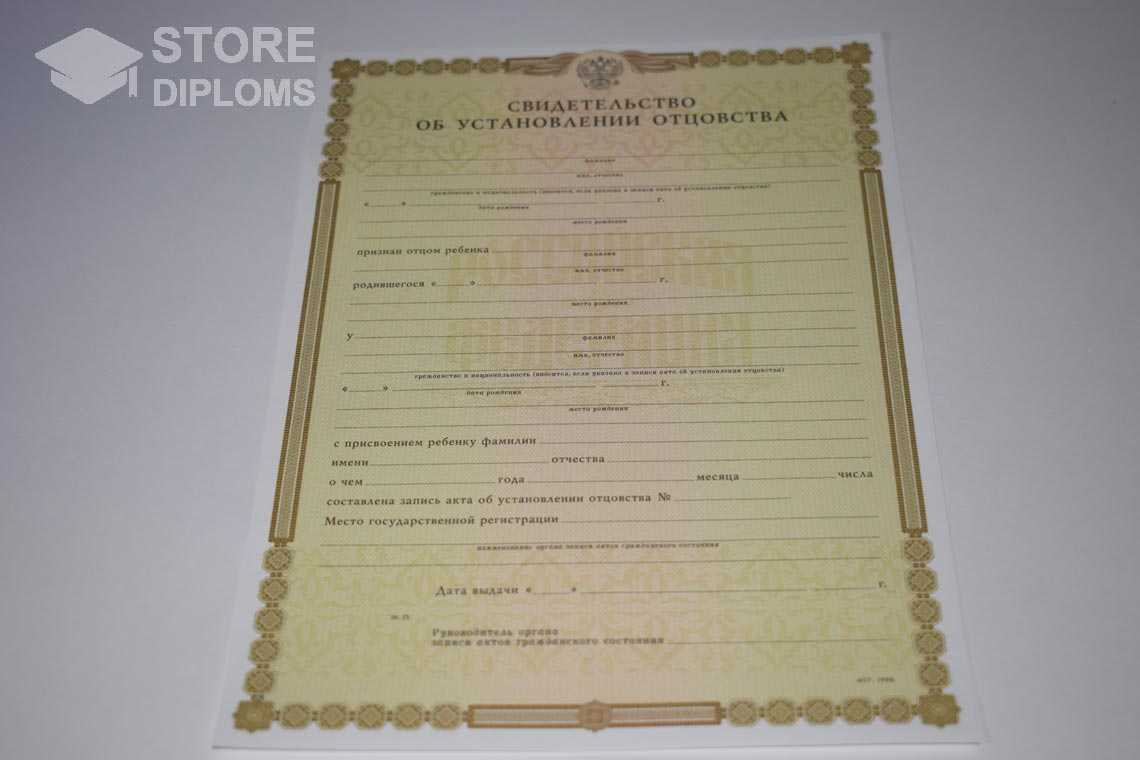 STORE
DIPLOMS
СВИДЕТЕЛЬСТВО
ОБ УСТАНОВЛЕНИИ ОТЦОВСТВА
фамилия
имя, отчество
гражданство и национальность (вносится, если указано в записи акта об установлении отцовства)
« » г.
дата рождения
место рождения
признан отцом ребенка
фамилия
имя, отчество
родившегося « » г.
место рождения
у
фамилия
имя, отчество
гражданство и национальность (вносится, если указано в записи акта об установлении отцовства)
« » г.
дата рождения
место рождения
с присвоением ребенку фамилии
имени отчества
о чем года месяца числа
составлена запись акта об установлении отцовства №
Место государственной регистрации
наименование органа записи актов гражданского состояния
Дата выдачи « » г.
М.П.
Руководитель органа
записи актов гражданского состояния
МТГ, 1998.